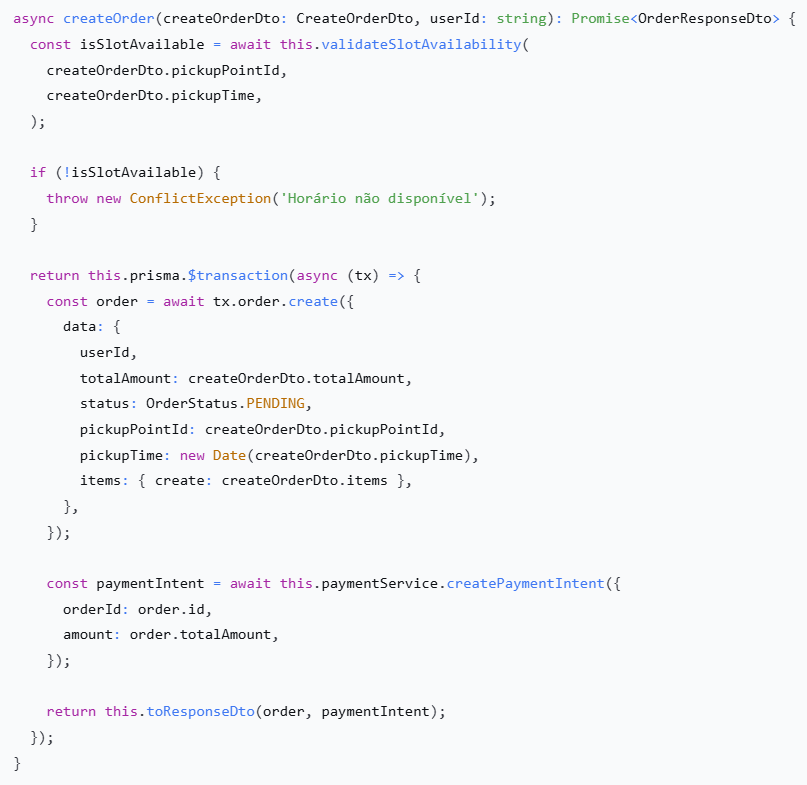 async createOrder(createOrderDto: CreateOrderDto, userId: string): Promise<OrderResponseDto> {
  const isSlotAvailable = await this.validateSlotAvailability(
    createOrderDto.pickupPointId,
    createOrderDto.pickupTime,
  );

  if (!isSlotAvailable) {
    throw new ConflictException('Horário não disponível');
  }

  return this.prisma.$transaction(async (tx) => {
    const order = await tx.order.create({
      data: {
        userId,
        totalAmount: createOrderDto.totalAmount,
        status: OrderStatus.PENDING,
        pickupPointId: createOrderDto.pickupPointId,
        pickupTime: new Date(createOrderDto.pickupTime),
        items: { create: createOrderDto.items },
      },
    });

    const paymentIntent = await this.paymentService.createPaymentIntent({
      orderId: order.id,
      amount: order.totalAmount,
    });

    return this.toResponseDto(order, paymentIntent);
  });
}